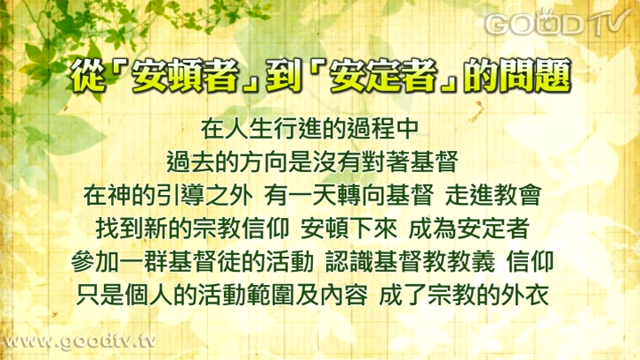 GOODTV
從「安頓者」到「安定者」的問題
在人生行進的過程中
過去的方向是沒有對著基督
在神的引導之外 有一天轉向基督 走進教會
找到新的宗教信仰 安頓下來 成為安定者
參加一群基督徒的活動 認識基督教教義 信仰
只是個人的活動範圍及內容 成了宗教的外衣
www.goodtv.tv